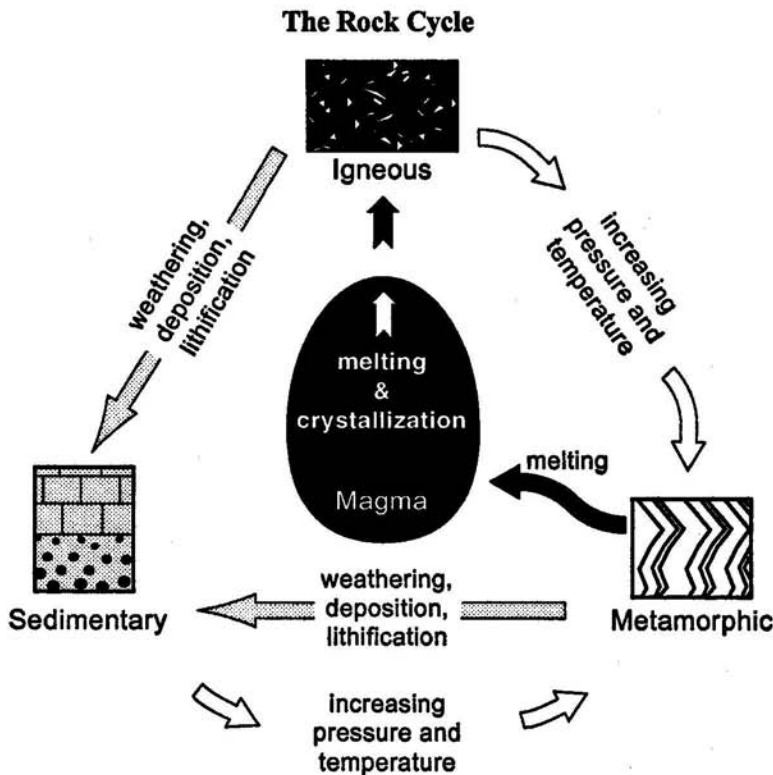 The Rock Cycle
Igneous
weathering,
deposition,
lithification
increasing
pressure and
temperature
melting
&
crystallization
Magma
melting
Sedimentary
weathering,
deposition,
lithification
Metamorphic
increasing
pressure and
temperature